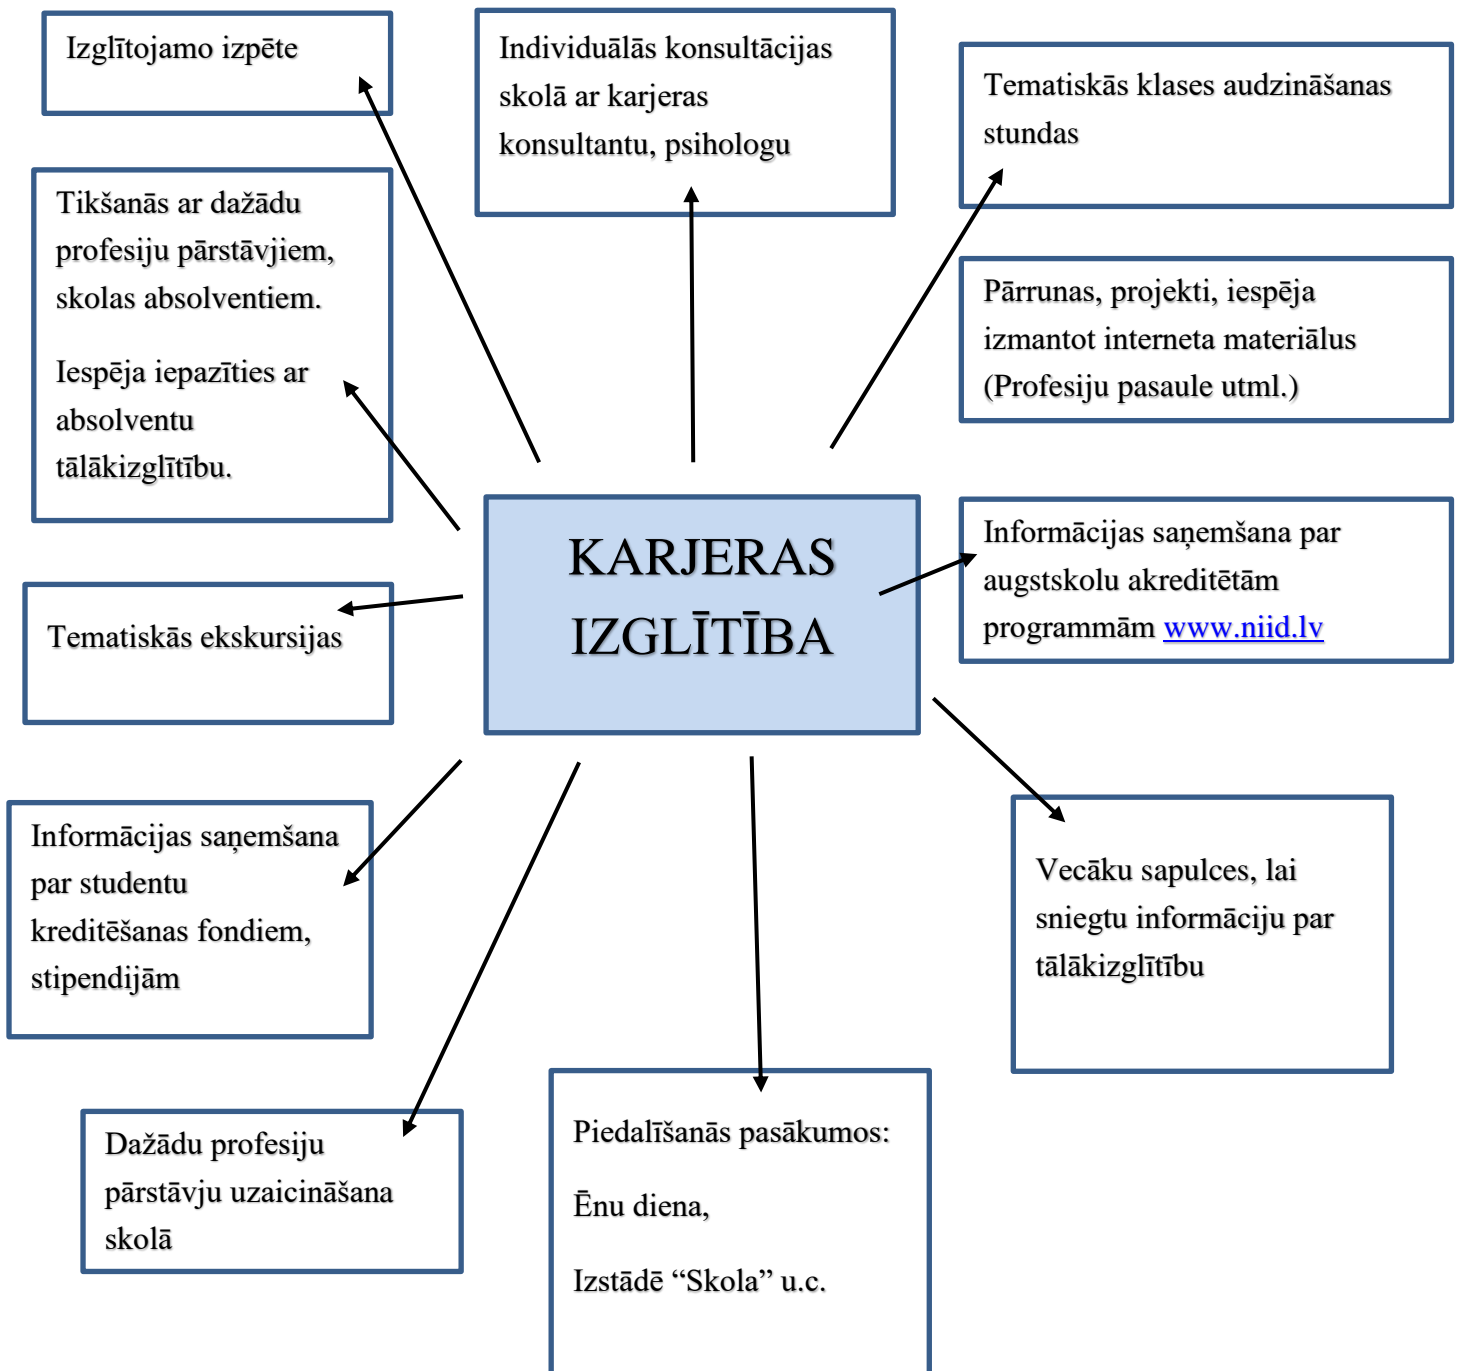 Izglītojamo izpēte
Individuālās konsultācijas
skolā ar karjeras
konsultantu, psihologu
Tematiskās klases audzināšanas
stundas
Tikšanās ar dažādu
profesiju pārstāvjiem,
skolas absolventiem.
Iespēja iepazīties ar
absolventu
tālākizglītību.
Pārrunas, projekti, iespēja
izmantot interneta materiālus
(Profesiju pasaule utml.)
KARJERAS
IZGLĪTĪBA
Informācijas saņemšana par
augstskolu akreditētām
programmām www.niid.lv
Tematiskās ekskursijas
Informācijas saņemšana
par studentu
kreditēšanas fondiem,
stipendijām
Vecāku sapulces, lai
sniegtu informāciju par
tālākizglītību
Dažādu profesiju
pārstāvju uzaicināšana
skolā
Piedalīšanās pasākumos:
Ēnu diena,
Izstādē “Skola” u.c.